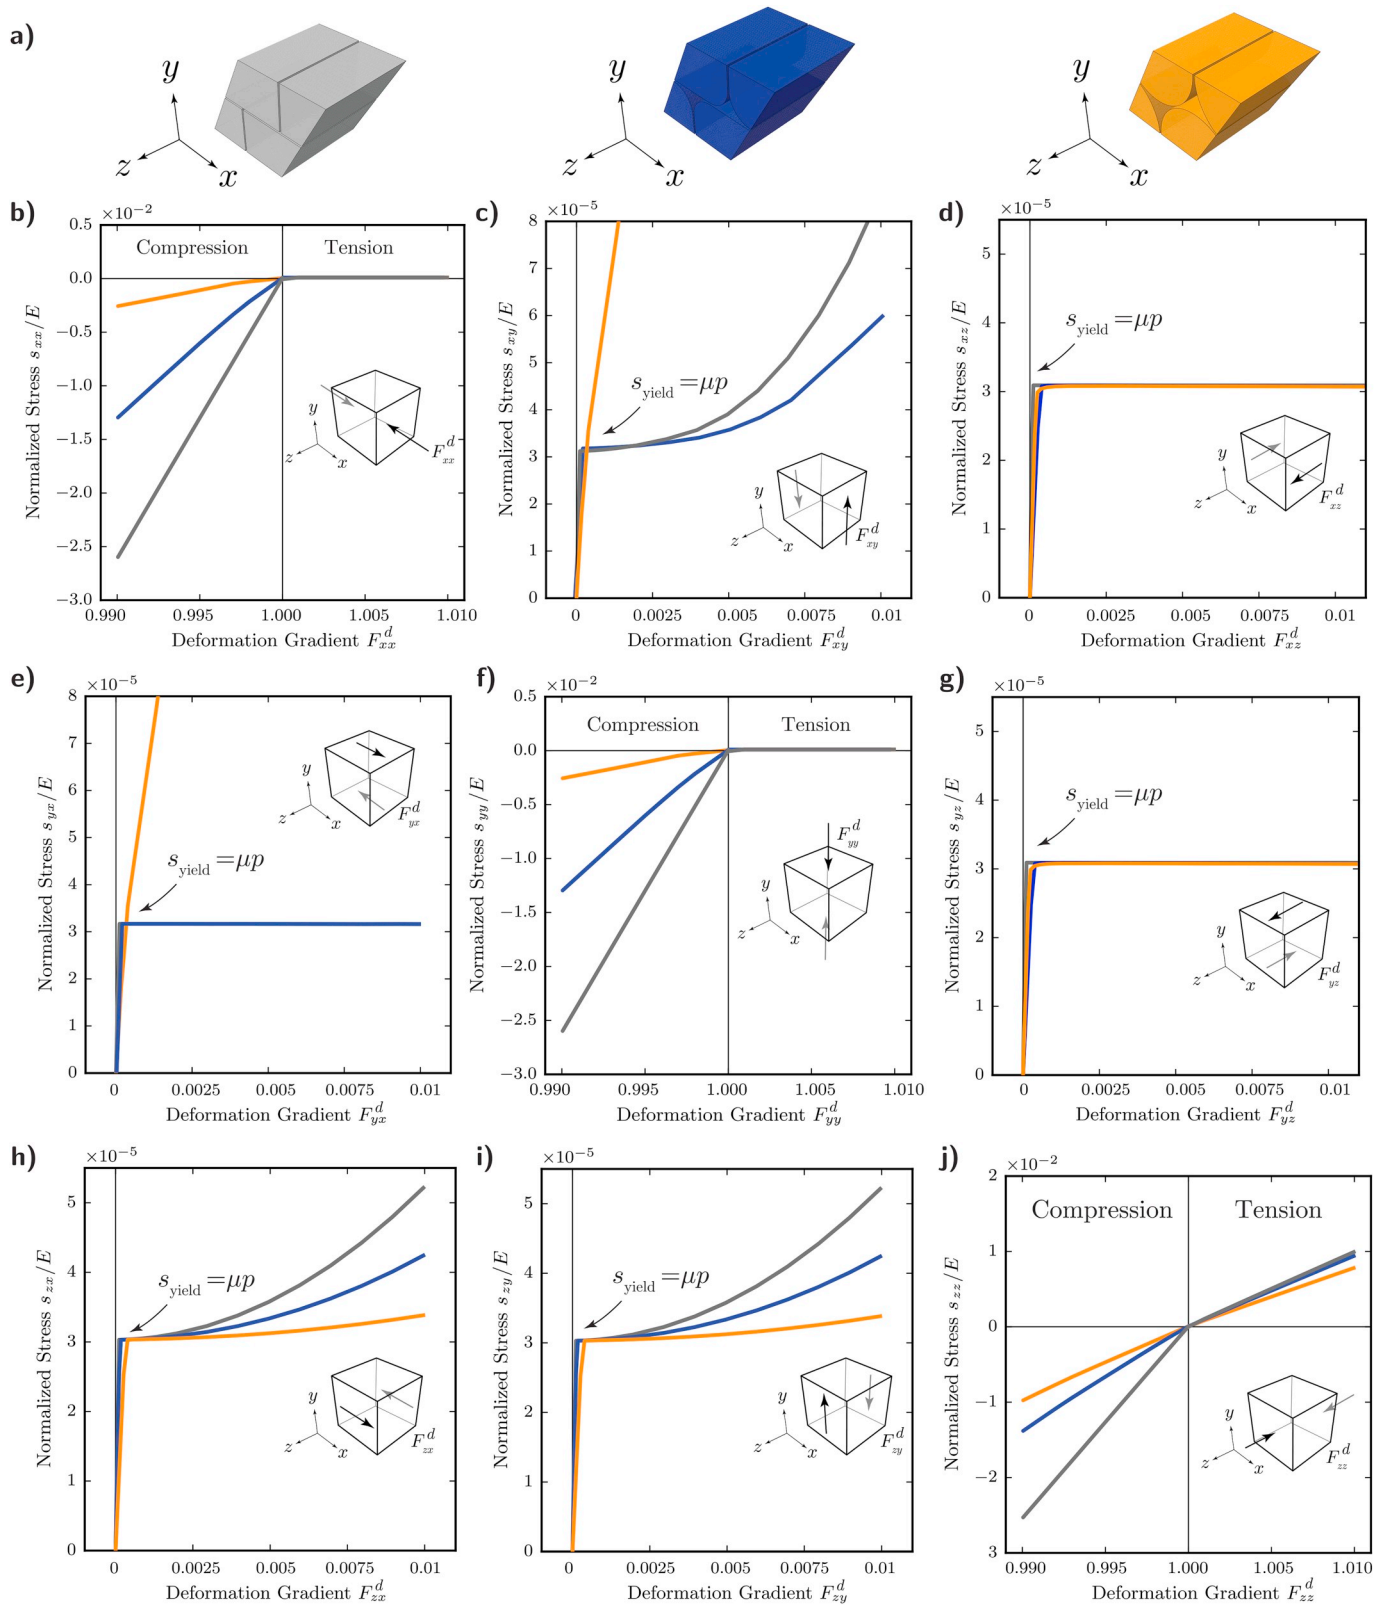 a)
y
z
x
y
z
x
y
z
x
b)
×10⁻²
0.5
0.0
−0.5
−1.0
−1.5
−2.0
−2.5
−3.0
Normalized Stress s_xx/E
Compression
Tension
y
z
x
F^d_xx
0.990
0.995
1.000
1.005
1.010
Deformation Gradient F^d_xx
c)
×10⁻⁵
8
7
6
5
4
3
2
1
0
Normalized Stress s_xy/E
s_yield=μp
y
z
x
F^d_xy
0
0.0025
0.005
0.0075
0.01
Deformation Gradient F^d_xy
d)
×10⁻⁵
5
4
3
2
1
0
Normalized Stress s_xz/E
s_yield=μp
y
z
x
F^d_xz
0
0.0025
0.005
0.0075
0.01
Deformation Gradient F^d_xz
e)
×10⁻⁵
8
7
6
5
4
3
2
1
0
Normalized Stress s_yx/E
y
z
x
F^d_yx
s_yield=μp
0
0.0025
0.005
0.0075
0.01
Deformation Gradient F^d_yx
f)
×10⁻²
0.5
0.0
−0.5
−1.0
−1.5
−2.0
−2.5
−3.0
Normalized Stress s_yy/E
Compression
Tension
F^d_yy
y
z
x
0.990
0.995
1.000
1.006
1.010
Deformation Gradient F^d_yy
g)
×10⁻⁵
5
4
3
2
1
0
Normalized Stress s_yz/E
s_yield=μp
y
z
x
F^d_yz
0
0.0025
0.005
0.0075
0.01
Deformation Gradient F^d_yz
h)
×10⁻⁵
5
4
3
2
1
0
Normalized Stress s_zx/E
s_yield=μp
y
z
x
F^d_zx
0
0.0025
0.005
0.0075
0.01
Deformation Gradient F^d_zx
i)
×10⁻⁵
5
4
3
2
1
0
Normalized Stress s_zy/E
s_yield=μp
y
z
x
F^d_zy
0
0.0025
0.005
0.0075
0.01
Deformation Gradient F^d_zy
j)
×10⁻²
2
1
0
−1
−2
3
Normalized Stress s_zz/E
Compression
Tension
y
z
x
F^d_zz
0.990
0.995
1.000
1.005
1.010
Deformation Gradient F^d_zz